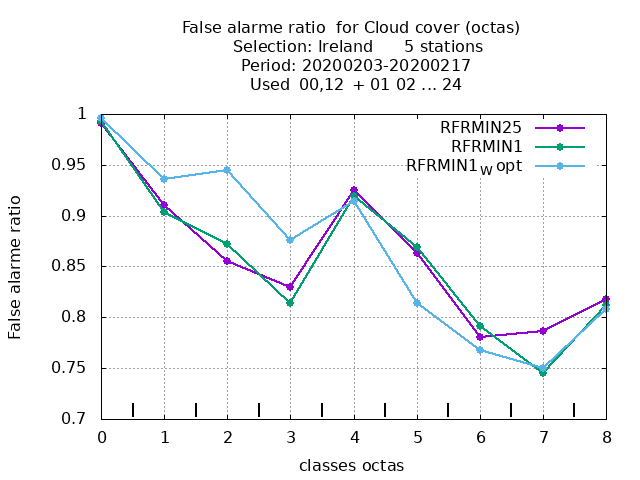 False alarme ratio  for Cloud cover (octas)
Selection: Ireland      5 stations
Period: 20200203-20200217
Used  00,12  + 01 02 ... 24
RFRMIN25
RFRMIN1
RFRMIN1W opt
1
0.95
0.9
0.85
0.8
0.75
0.7
False alarme ratio
0 1 2 3 4 5 6 7 8
classes octas